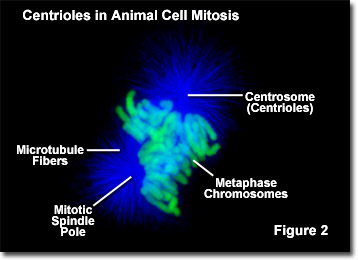 Centrioles in Animal Cell Mitosis
Centrosome
(Centrioles)
Microtubule
Fibers
Metaphase
Chromosomes
Mitotic
Spindle
Pole
Figure 2